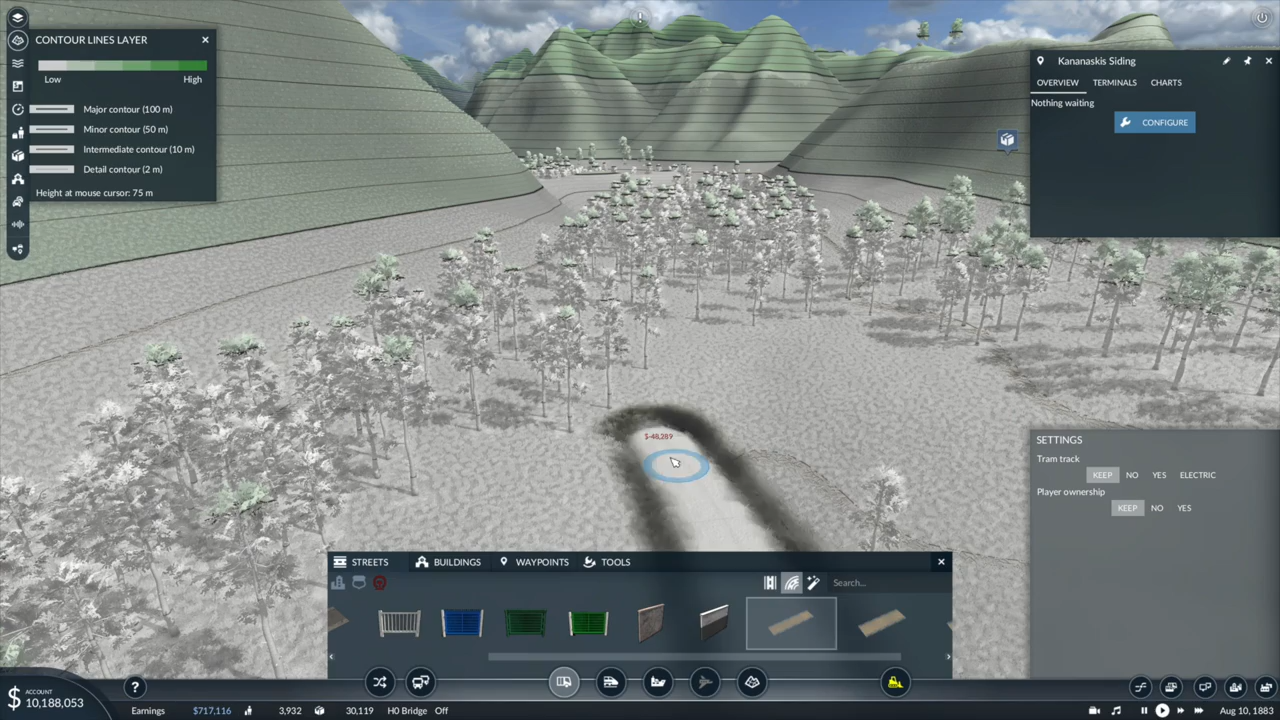 CONTOUR LINES LAYER
Low High
Major contour (100 m)
Minor contour (50 m)
Intermediate contour (10 m)
Detail contour (2 m)
Height at mouse cursor: 75 m
Kananaskis Siding
OVERVIEW TERMINALS CHARTS
Nothing waiting
CONFIGURE
$-48,289
SETTINGS
Tram track
KEEP NO YES ELECTRIC
Player ownership
KEEP NO YES
STREETS BUILDINGS WAYPOINTS TOOLS
Search...
$ ACCOUNT
10,188,053
?
Earnings $717,116 3,932 30,119 H0 Bridge Off Aug 10, 1883